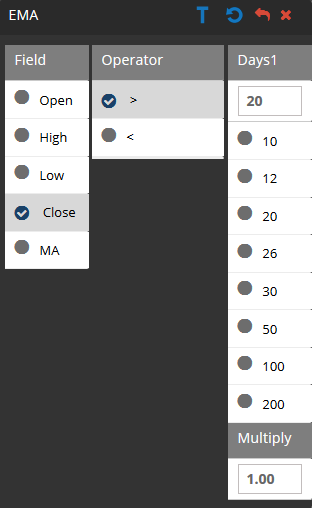 EMA
Field
Open
High
Low
Close
MA
Operator
>
<
Days1
20
10
12
20
26
30
50
100
200
Multiply
1.00